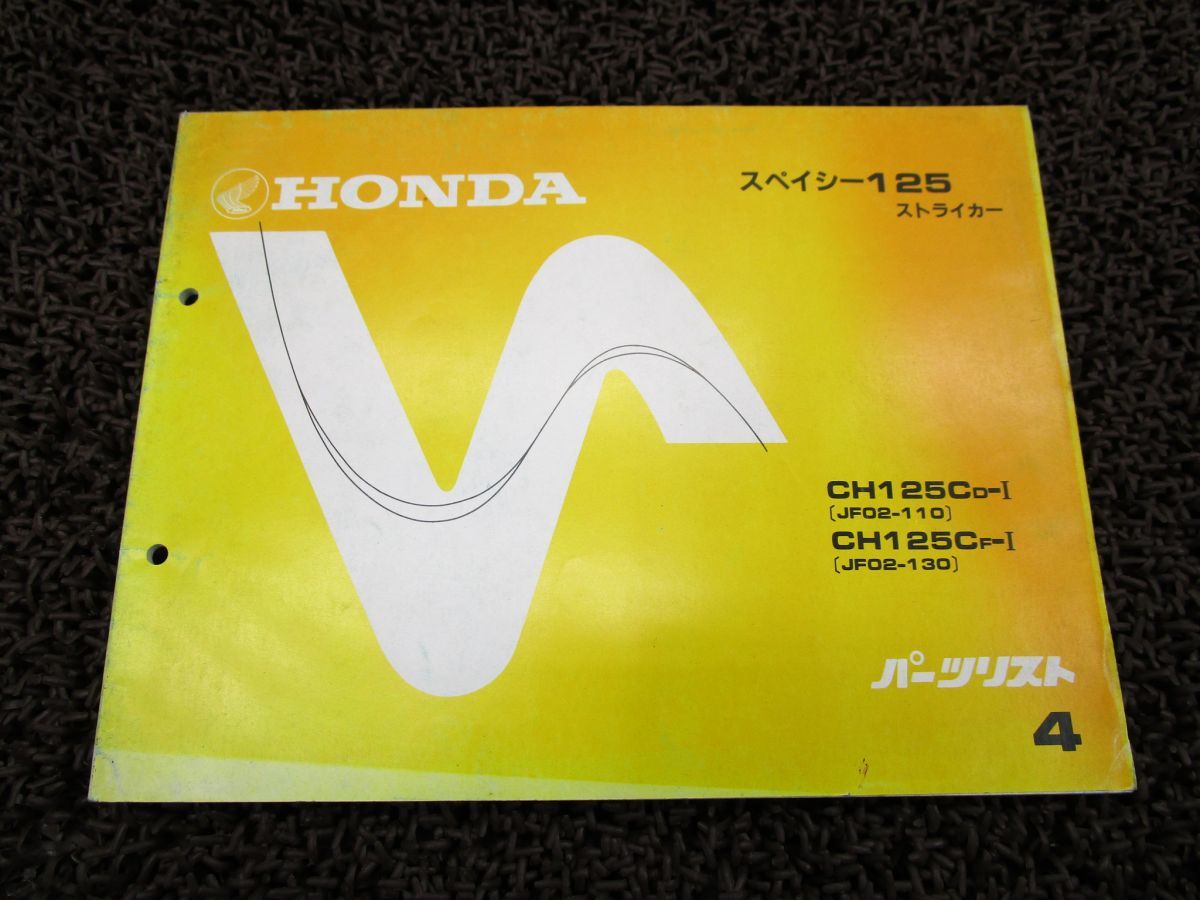 HONDA
スペイシー125
ストライカー
CH125CD-I
〔JF02-110〕
CH125CF-I
〔JF02-130〕
パーツリスト
4